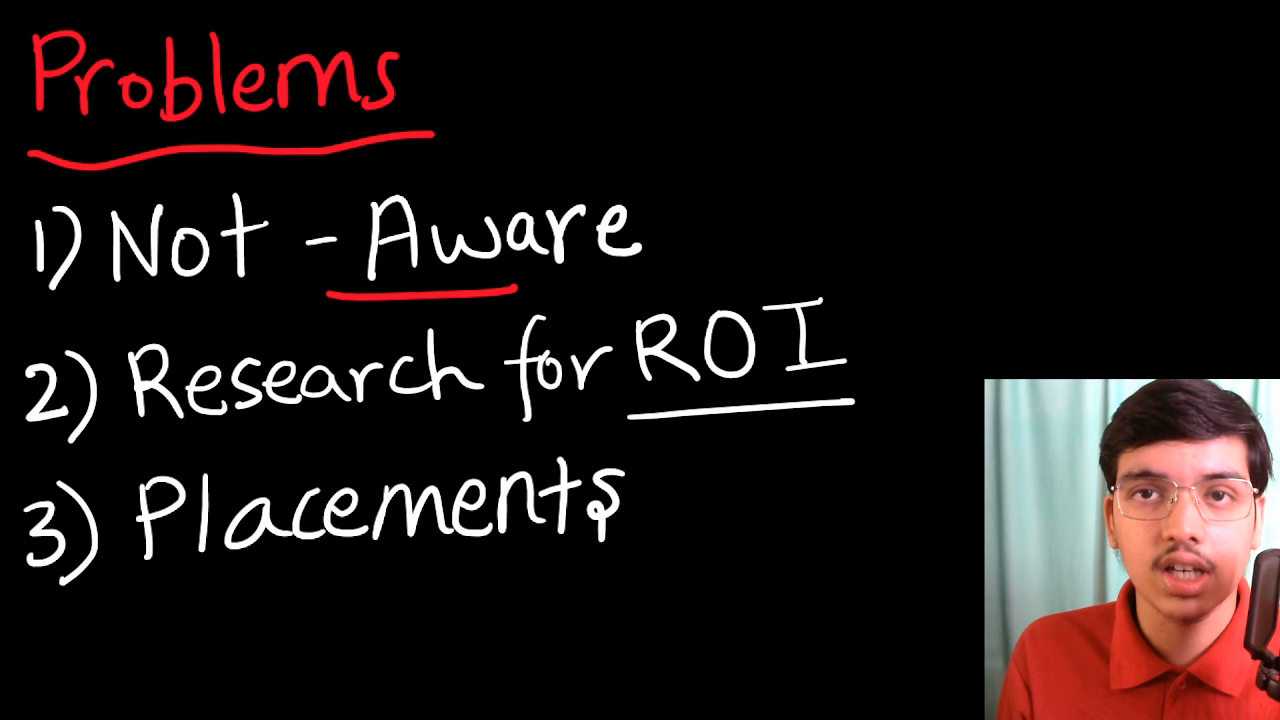 Problems
1) Not - Aware
2) Research for ROI
3) Placements